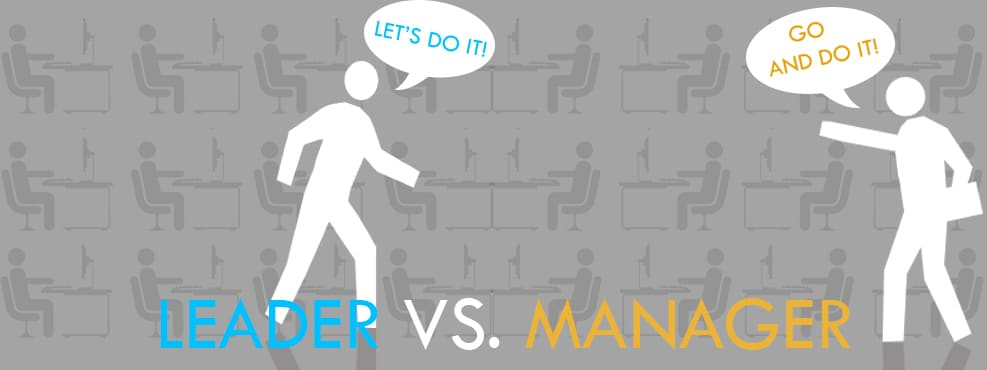 LET'S DO IT!
GO
AND DO IT!
LEADER VS. MANAGER